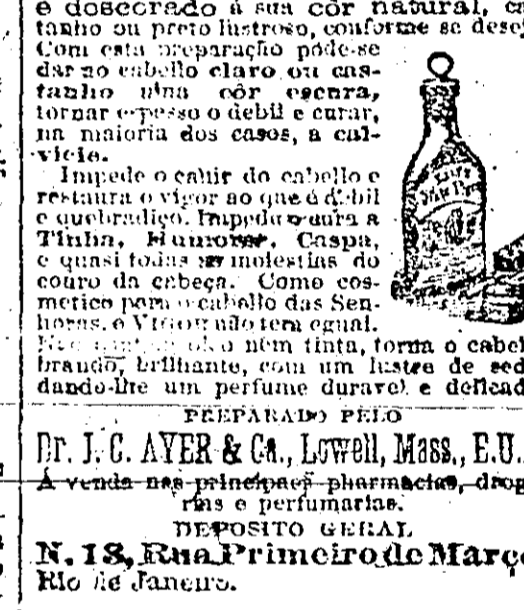 e doscorado á sua côr natural, ca
tanho ou preto lustroso, conforme se desej
Com esta preparação póde-se
dar ao cabello claro ou cas-
tanho uma côr escura,
tornar espesso o debil e curar,
na maioria dos casos, a cal-
vicie.
Impede o cahir do cabello e
restaura o vigor ao que é debil
e quebradiço. Impede e cura a
Tinha, Humores, Caspa,
e quasi todas as molestias do
couro da cabeça. Como cos-
metico para o cabello das Sen-
horas, o Vigor não tem egual.
oleo nem tinta, torna o cabel
brando, brilhante, com um lustre de sed
dando-lhe um perfume duravel e delicad
PREPARADO PELO
Dr. J. C. AYER & Ca., Lowell, Mass., E.U.
Á venda nas principaes pharmacias, drog
rias e perfumarias.
DEPOSITO GERAL
N. 13, Rua Primeiro de Março
Rio de Janeiro.